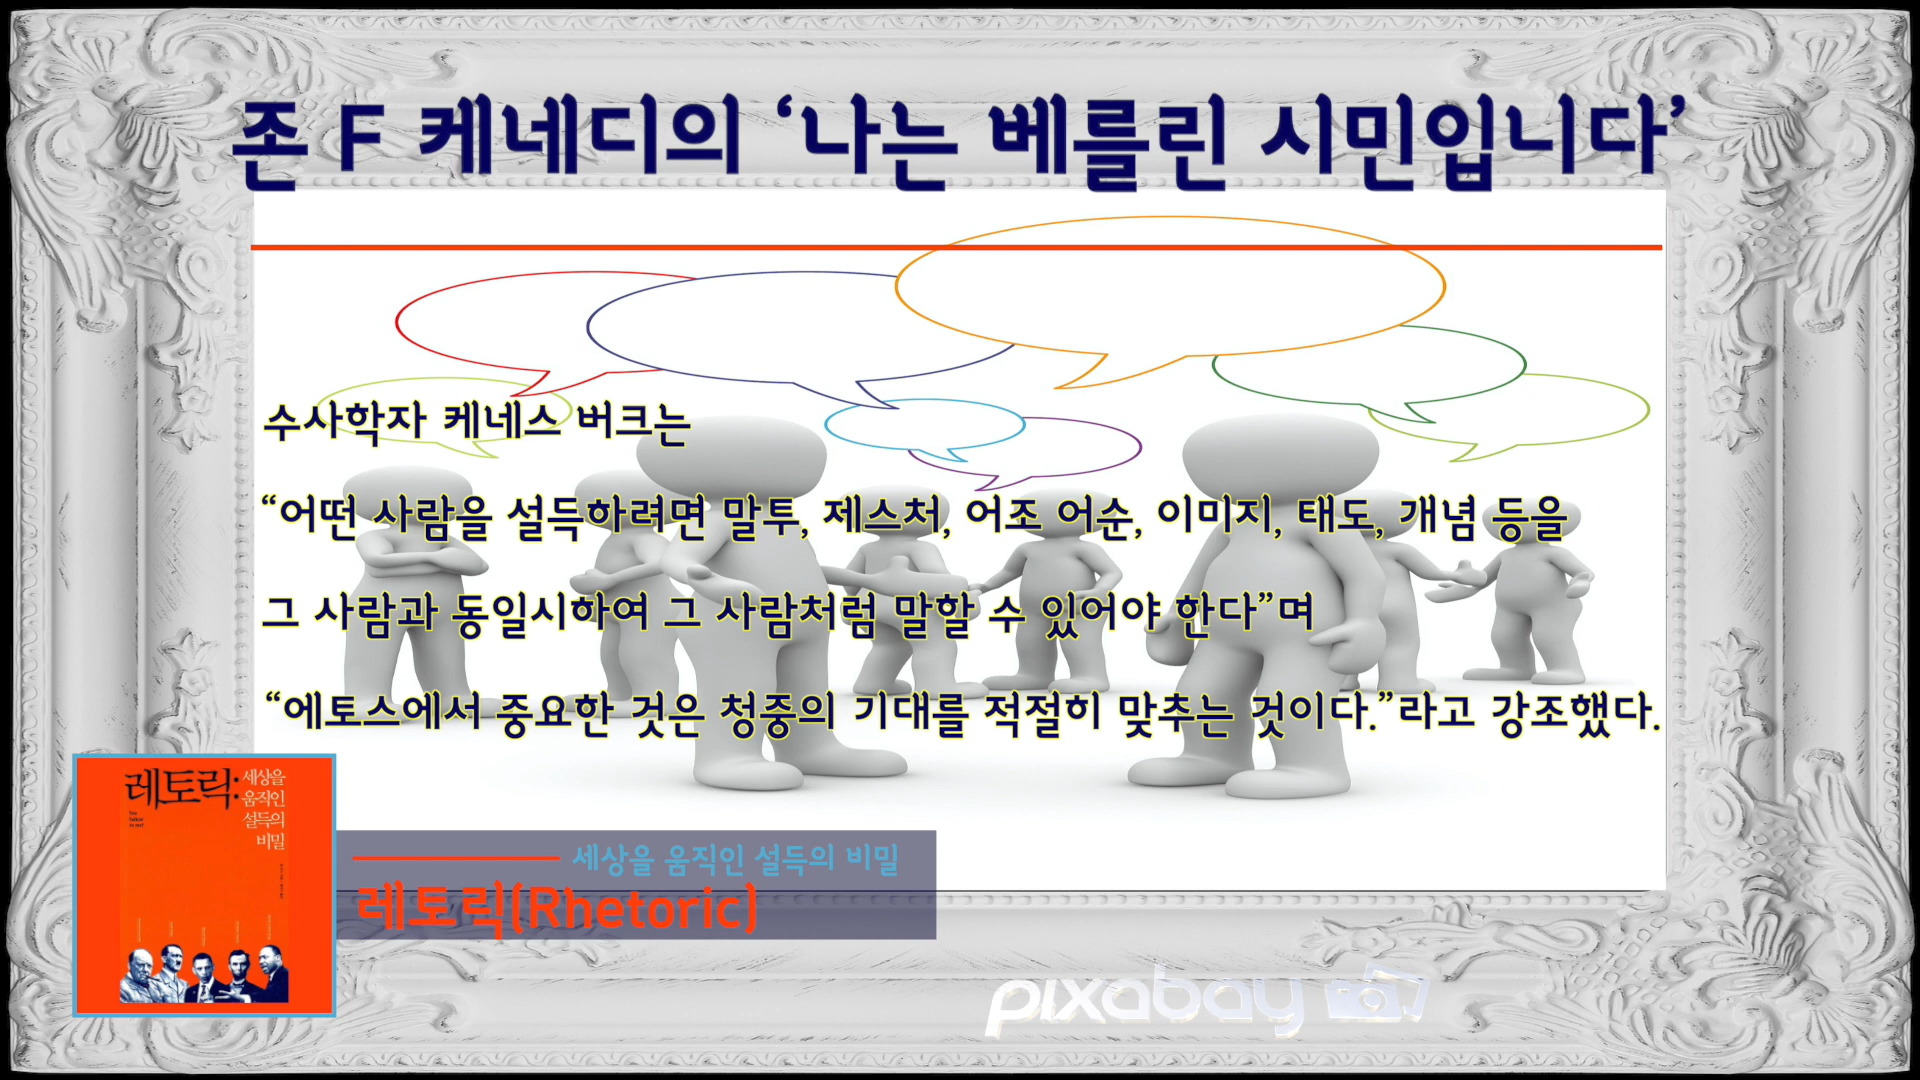 존 F 케네디의 ‘나는 베를린 시민입니다’
수사학자 케네스 버크는
“어떤 사람을 설득하려면 말투, 제스처, 어조 어순, 이미지, 태도, 개념 등을
그 사람과 동일시하여 그 사람처럼 말할 수 있어야 한다”며
“에토스에서 중요한 것은 청중의 기대를 적절히 맞추는 것이다.”라고 강조했다.
레토릭: 세상을
움직인
설득의
비밀
세상을 움직인 설득의 비밀
레토릭(Rhetoric)
pixabay